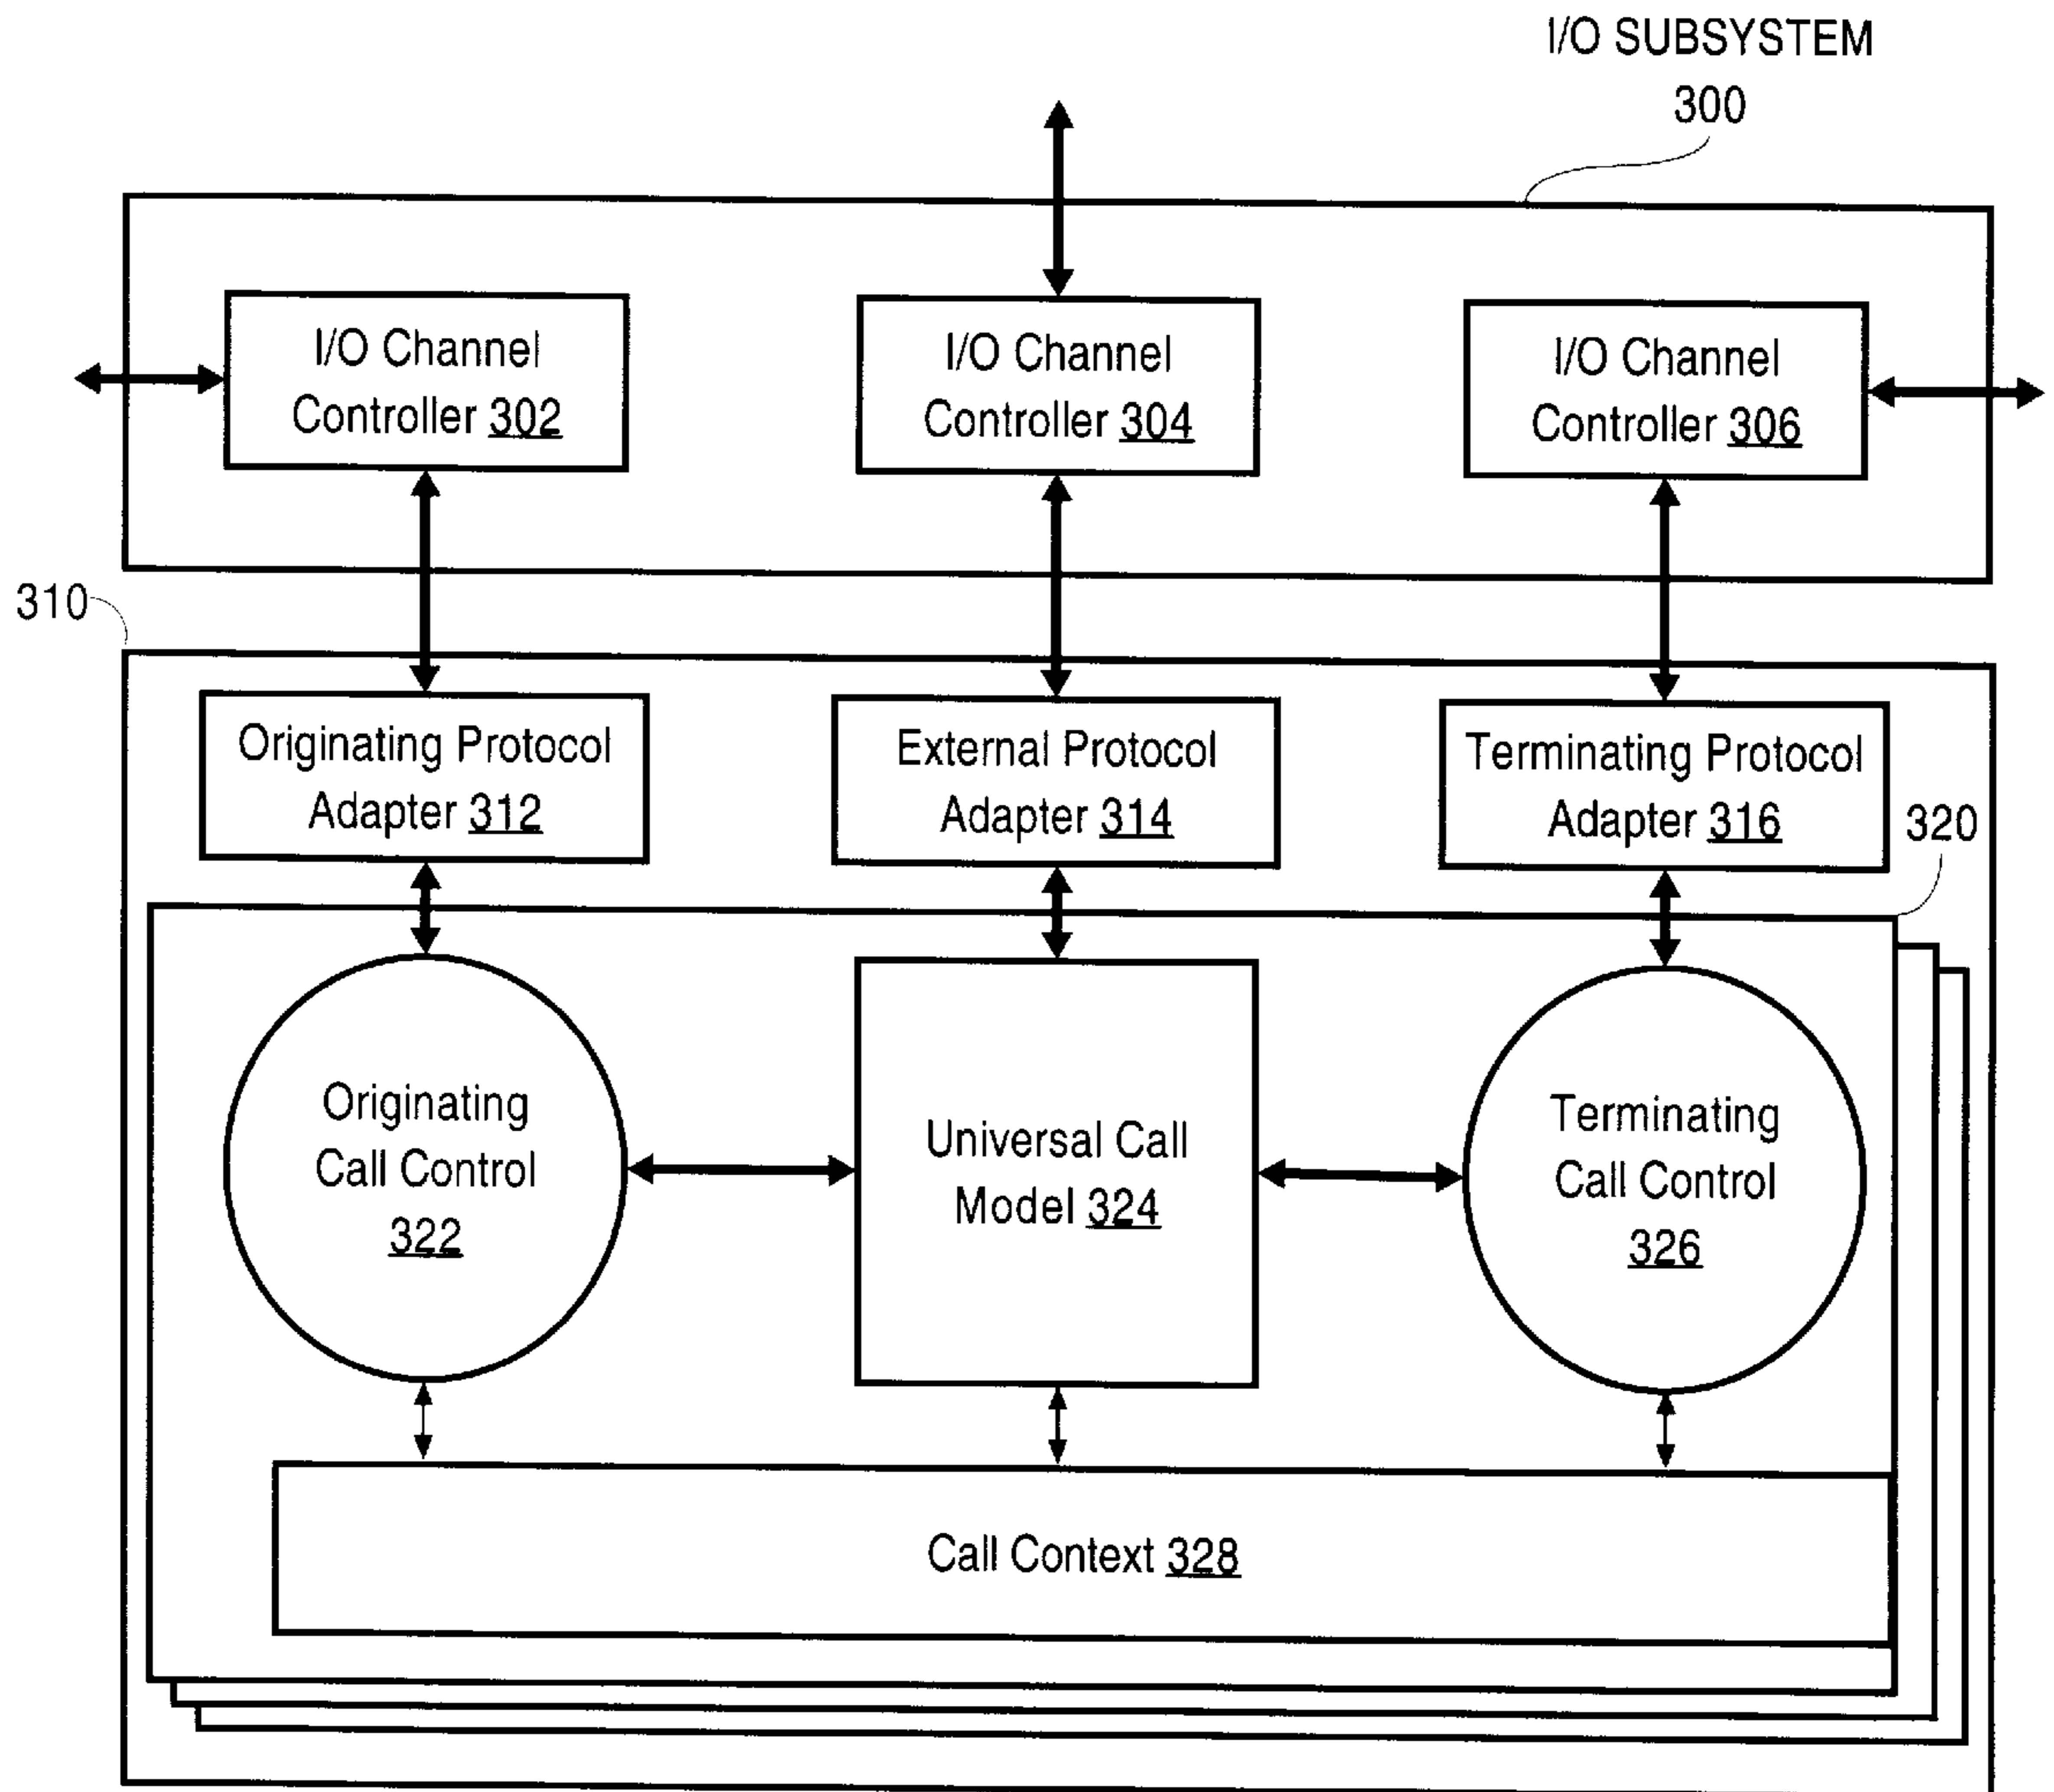 I/O SUBSYSTEM
300
I/O Channel
Controller 302
I/O Channel
Controller 304
I/O Channel
Controller 306
310
Originating Protocol
Adapter 312
External Protocol
Adapter 314
Terminating Protocol
Adapter 316
320
Originating
Call Control
322
Universal Call
Model 324
Terminating
Call Control
326
Call Context 328